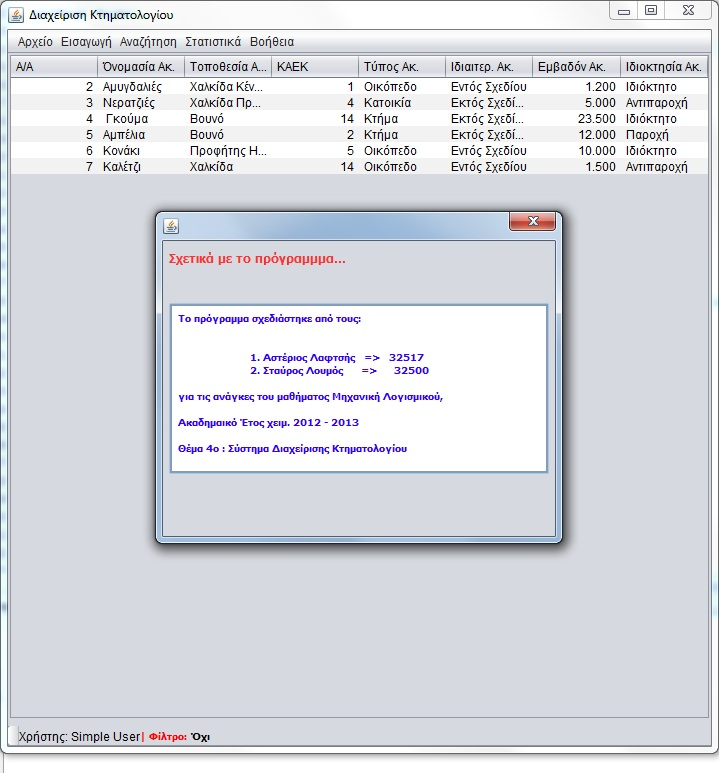 Διαχείριση Κτηματολογίου
Αρχείο Εισαγωγή Αναζήτηση Στατιστικά Βοήθεια
Α/Α Όνομασία Ακ. Τοποθεσία Α... ΚΑΕΚ Τύπος Ακ. Ιδιαιτερ. Ακ. Εμβαδόν Ακ. Ιδιοκτησία Ακ.
2 Αμυγδαλιές Χαλκίδα Κέν... 1 Οικόπεδο Εντός Σχεδίου 1.200 Ιδιόκτητο
3 Νερατζιές Χαλκίδα Πρ... 4 Κατοικία Εκτός Σχεδί... 5.000 Αντιπαροχή
4 Γκούμα Βουνό 14 Κτήμα Εκτός Σχεδί... 23.500 Ιδιόκτητο
5 Αμπέλια Βουνό 2 Κτήμα Εκτός Σχεδί... 12.000 Παροχή
6 Κονάκι Προφήτης Η... 5 Οικόπεδο Εντός Σχεδίου 10.000 Ιδιόκτητο
7 Καλέτζι Χαλκίδα 14 Οικόπεδο Εντός Σχεδίου 1.500 Αντιπαροχή
Σχετικά με το πρόγραμμμα...
Το πρόγραμμα σχεδιάστηκε από τους:
1. Αστέριος Λαφτσής => 32517
2. Σταύρος Λουμός => 32500
για τις ανάγκες του μαθήματος Μηχανική Λογισμικού,
Ακαδημαικό Έτος χειμ. 2012 - 2013
Θέμα 4ο : Σύστημα Διαχείρισης Κτηματολογίου
Χρήστης: Simple User| Φίλτρο: Όχι